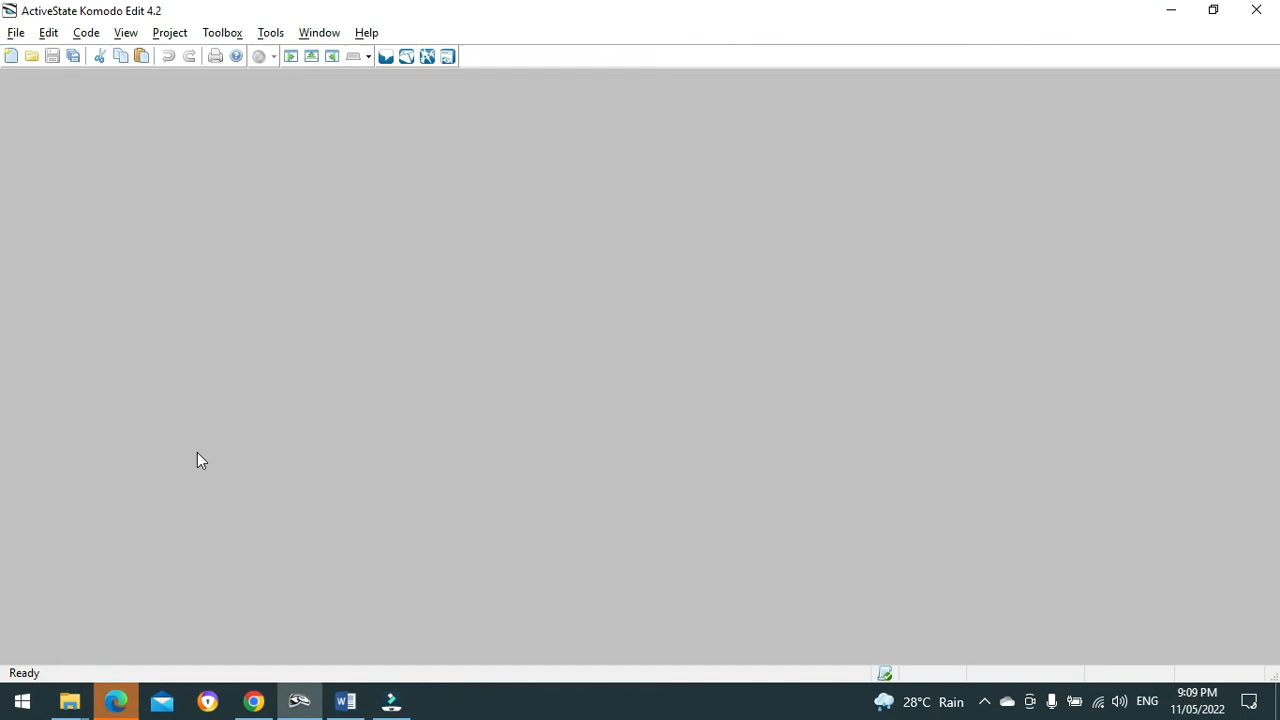 ActiveState Komodo Edit 4.2
File Edit Code View Project Toolbox Tools Window Help
Ready
28°C Rain
ENG
9:09 PM
11/05/2022